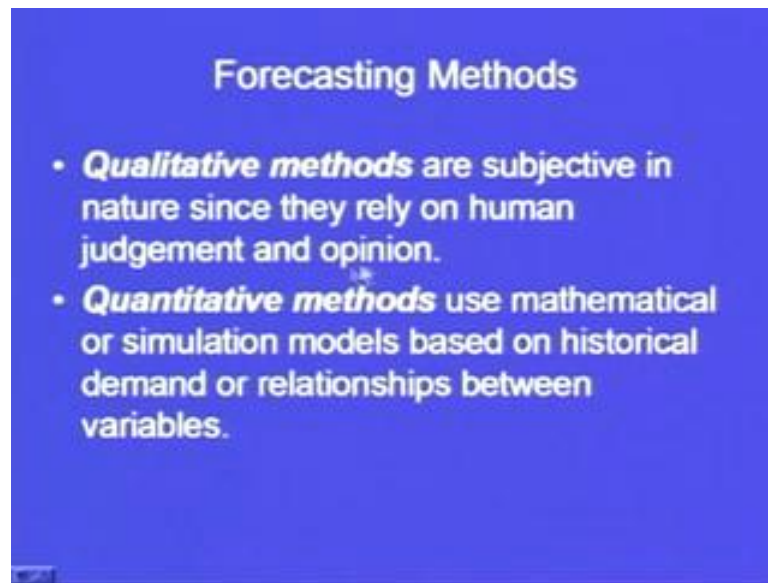 Forecasting Methods
• Qualitative methods are subjective in
nature since they rely on human
judgement and opinion.
• Quantitative methods use mathematical
or simulation models based on historical
demand or relationships between
variables.